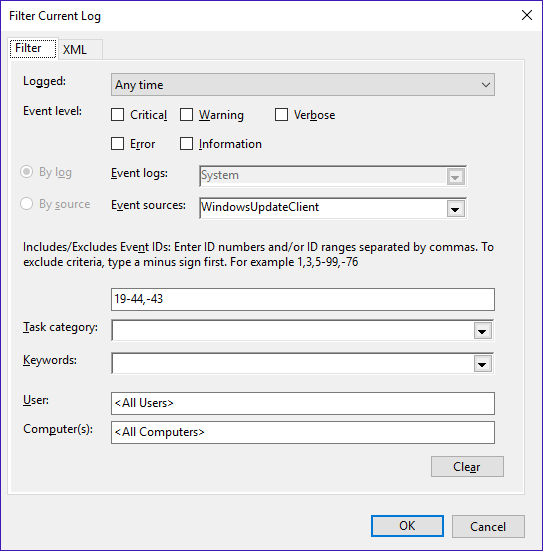 Filter Current Log
Filter XML
Logged: Any time
Event level: Critical Warning Verbose
Error Information
By log Event logs: System
By source Event sources: WindowsUpdateClient
Includes/Excludes Event IDs: Enter ID numbers and/or ID ranges separated by commas. To
exclude criteria, type a minus sign first. For example 1,3,5-99,-76
19-44,-43
Task category:
Keywords:
User: <All Users>
Computer(s): <All Computers>
Clear
OK Cancel